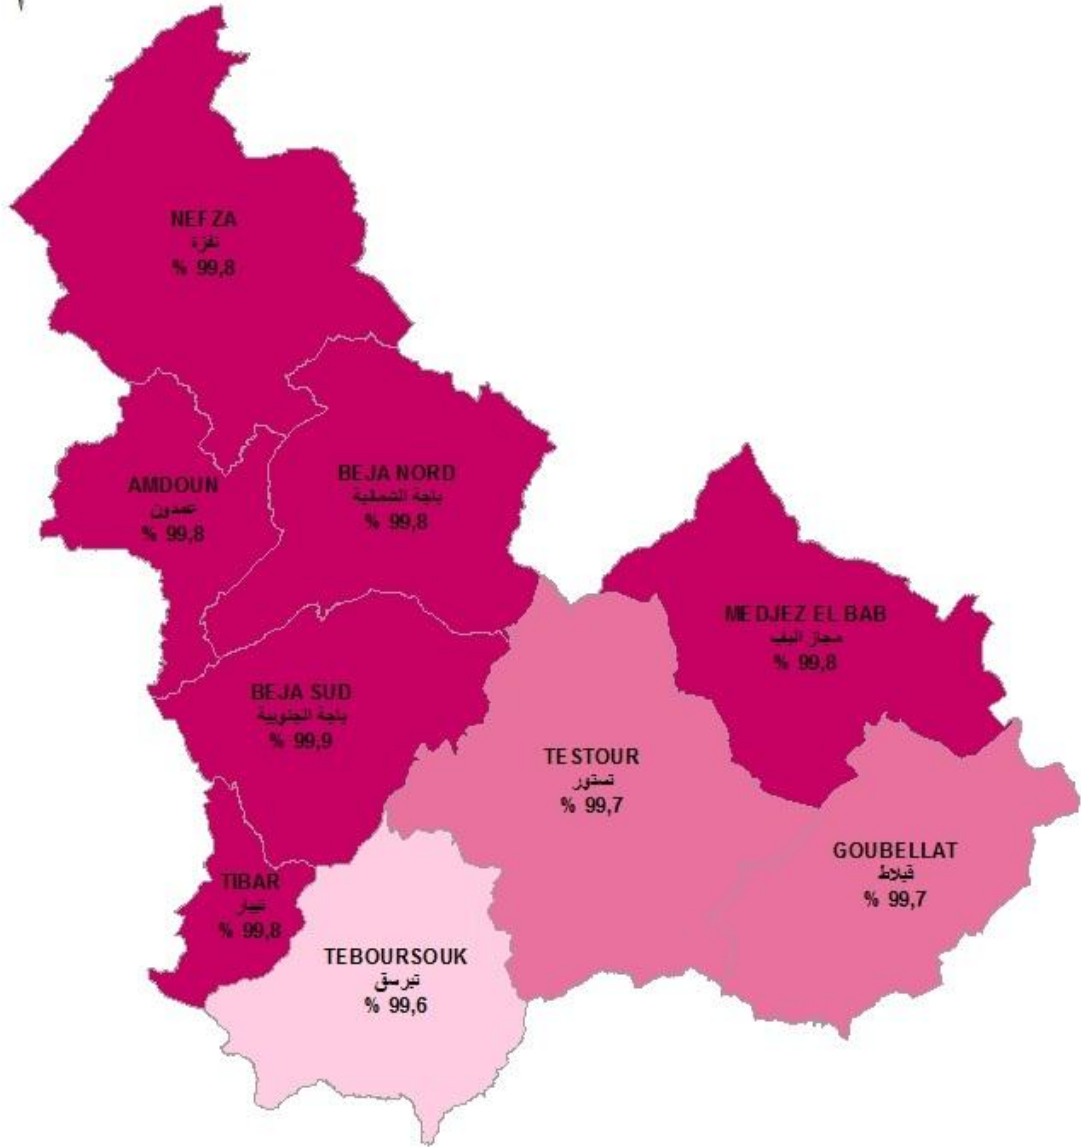 NEFZA
نفزة
% 99,8
AMDOUN
عمدون
% 99,8
BEJA NORD
باجة الشمالية
% 99,8
MEDJEZ EL BAB
مجاز الباب
% 99,8
BEJA SUD
باجة الجنوبية
% 99,9
TESTOUR
تستور
% 99,7
GOUBELLAT
قبلاط
% 99,7
TIBAR
تيبار
% 99,8
TEBOURSOUK
تبرسق
% 99,6